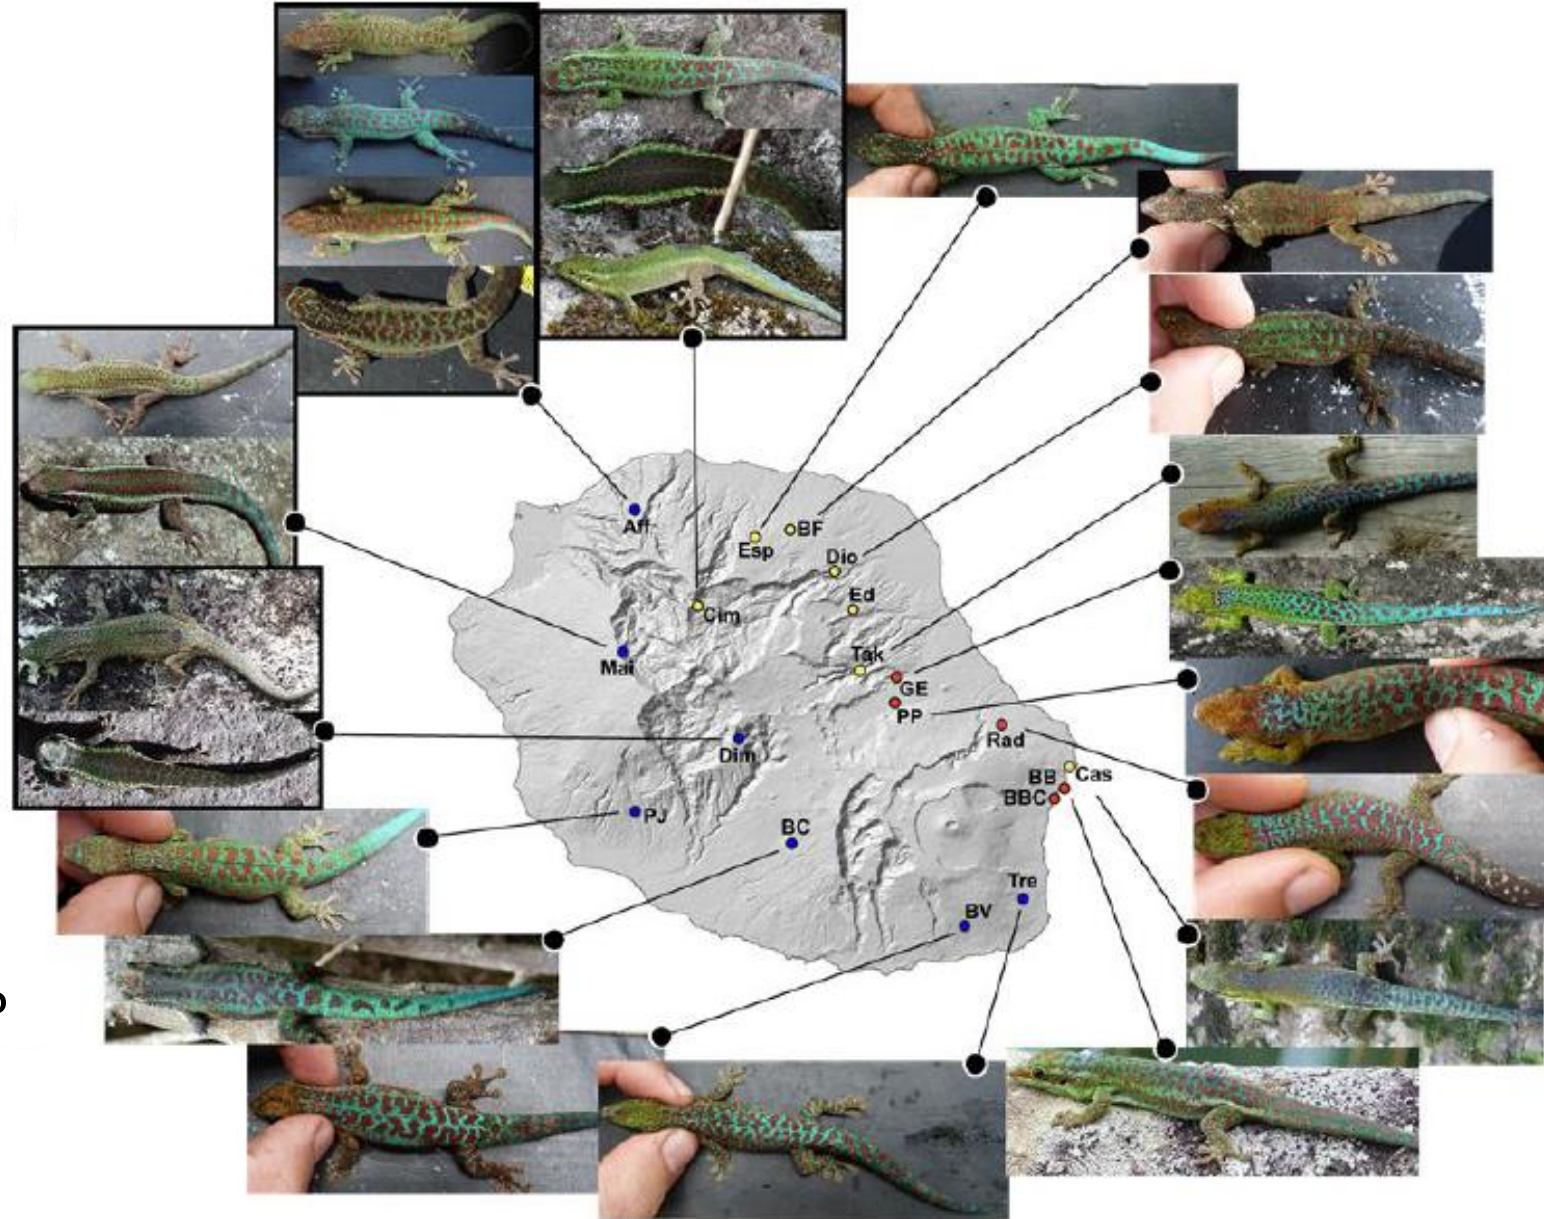 Aff
Esp
BF
Dio
Ed
Cim
Tak
Mai
GE
PP
Rad
Dim
Cas
BB
BBC
PJ
BC
Tre
BV